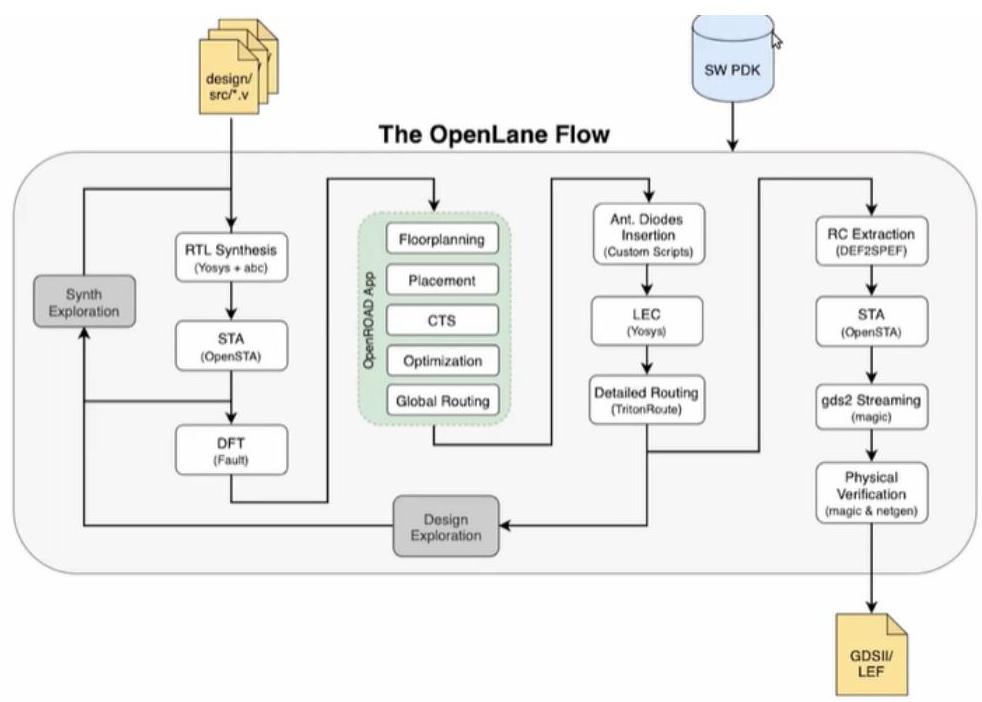 design/
src/*.v
SW PDK
The OpenLane Flow
RTL Synthesis
(Yosys + abc)
Synth
Exploration
STA
(OpenSTA)
DFT
(Fault)
OpenROAD App
Floorplanning
Placement
CTS
Optimization
Global Routing
Design
Exploration
Ant. Diodes
Insertion
(Custom Scripts)
LEC
(Yosys)
Detailed Routing
(TritonRoute)
RC Extraction
(DEF2SPEF)
STA
(OpenSTA)
gds2 Streaming
(magic)
Physical
Verification
(magic & netgen)
GDSII/
LEF